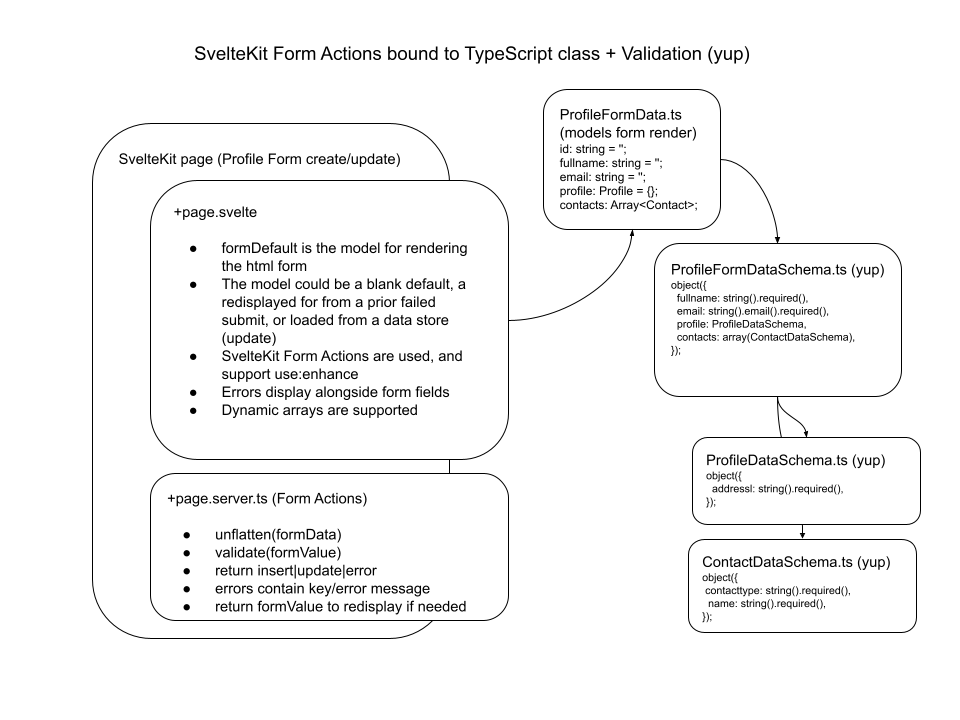 SvelteKit Form Actions bound to TypeScript class + Validation (yup)
SvelteKit page (Profile Form create/update)
+page.svelte
● formDefault is the model for rendering
the html form
● The model could be a blank default, a
redisplayed for from a prior failed
submit, or loaded from a data store
(update)
● SvelteKit Form Actions are used, and
support use:enhance
● Errors display alongside form fields
● Dynamic arrays are supported
+page.server.ts (Form Actions)
● unflatten(formData)
● validate(formValue)
● return insert|update|error
● errors contain key/error message
● return formValue to redisplay if needed
ProfileFormData.ts
(models form render)
id: string = '';
fullname: string = '';
email: string = '';
profile: Profile = {};
contacts: Array<Contact>;
ProfileFormDataSchema.ts (yup)
object({
fullname: string().required(),
email: string().email().required(),
profile: ProfileDataSchema,
contacts: array(ContactDataSchema),
});
ProfileDataSchema.ts (yup)
object({
addressl: string().required(),
});
ContactDataSchema.ts (yup)
object({
contacttype: string().required(),
name: string().required(),
});